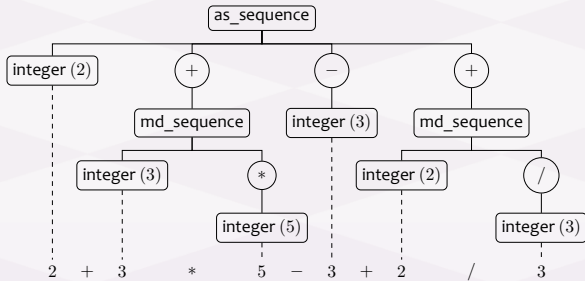 as_sequence
integer (2) + − +
md_sequence integer (3) md_sequence
integer (3) * integer (2) /
integer (5) integer (3)
2 + 3 * 5 − 3 + 2 / 3